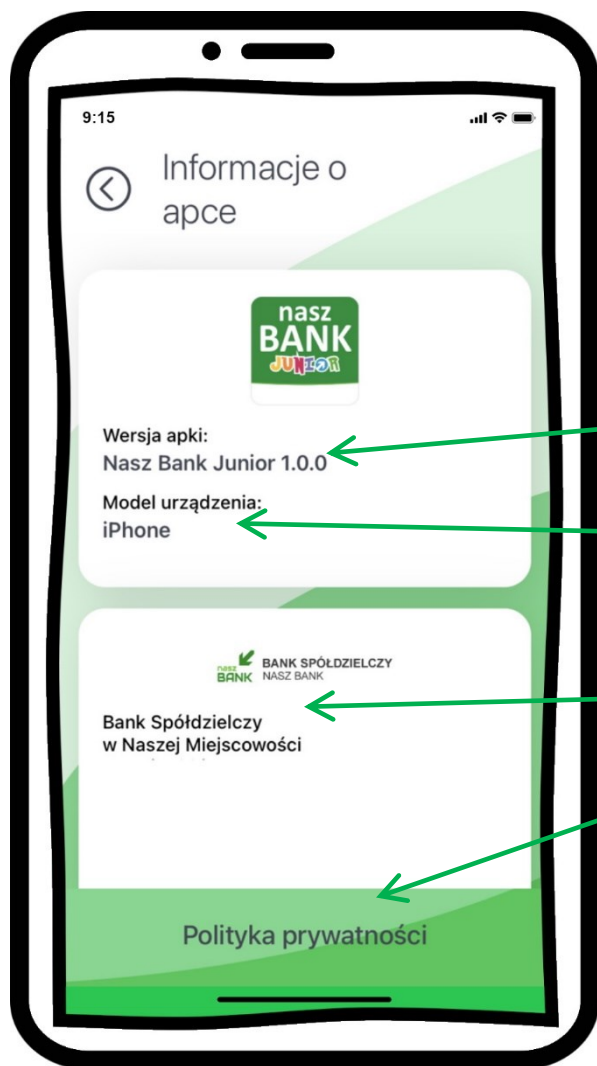 9:15
Informacje o
apce
nasz
BANK
JUNIOR
Wersja apki:
Nasz Bank Junior 1.0.0
Model urządzenia:
iPhone
nasz
BANK
BANK SPÓŁDZIELCZY
NASZ BANK
Bank Spółdzielczy
w Naszej Miejscowości
Polityka prywatności